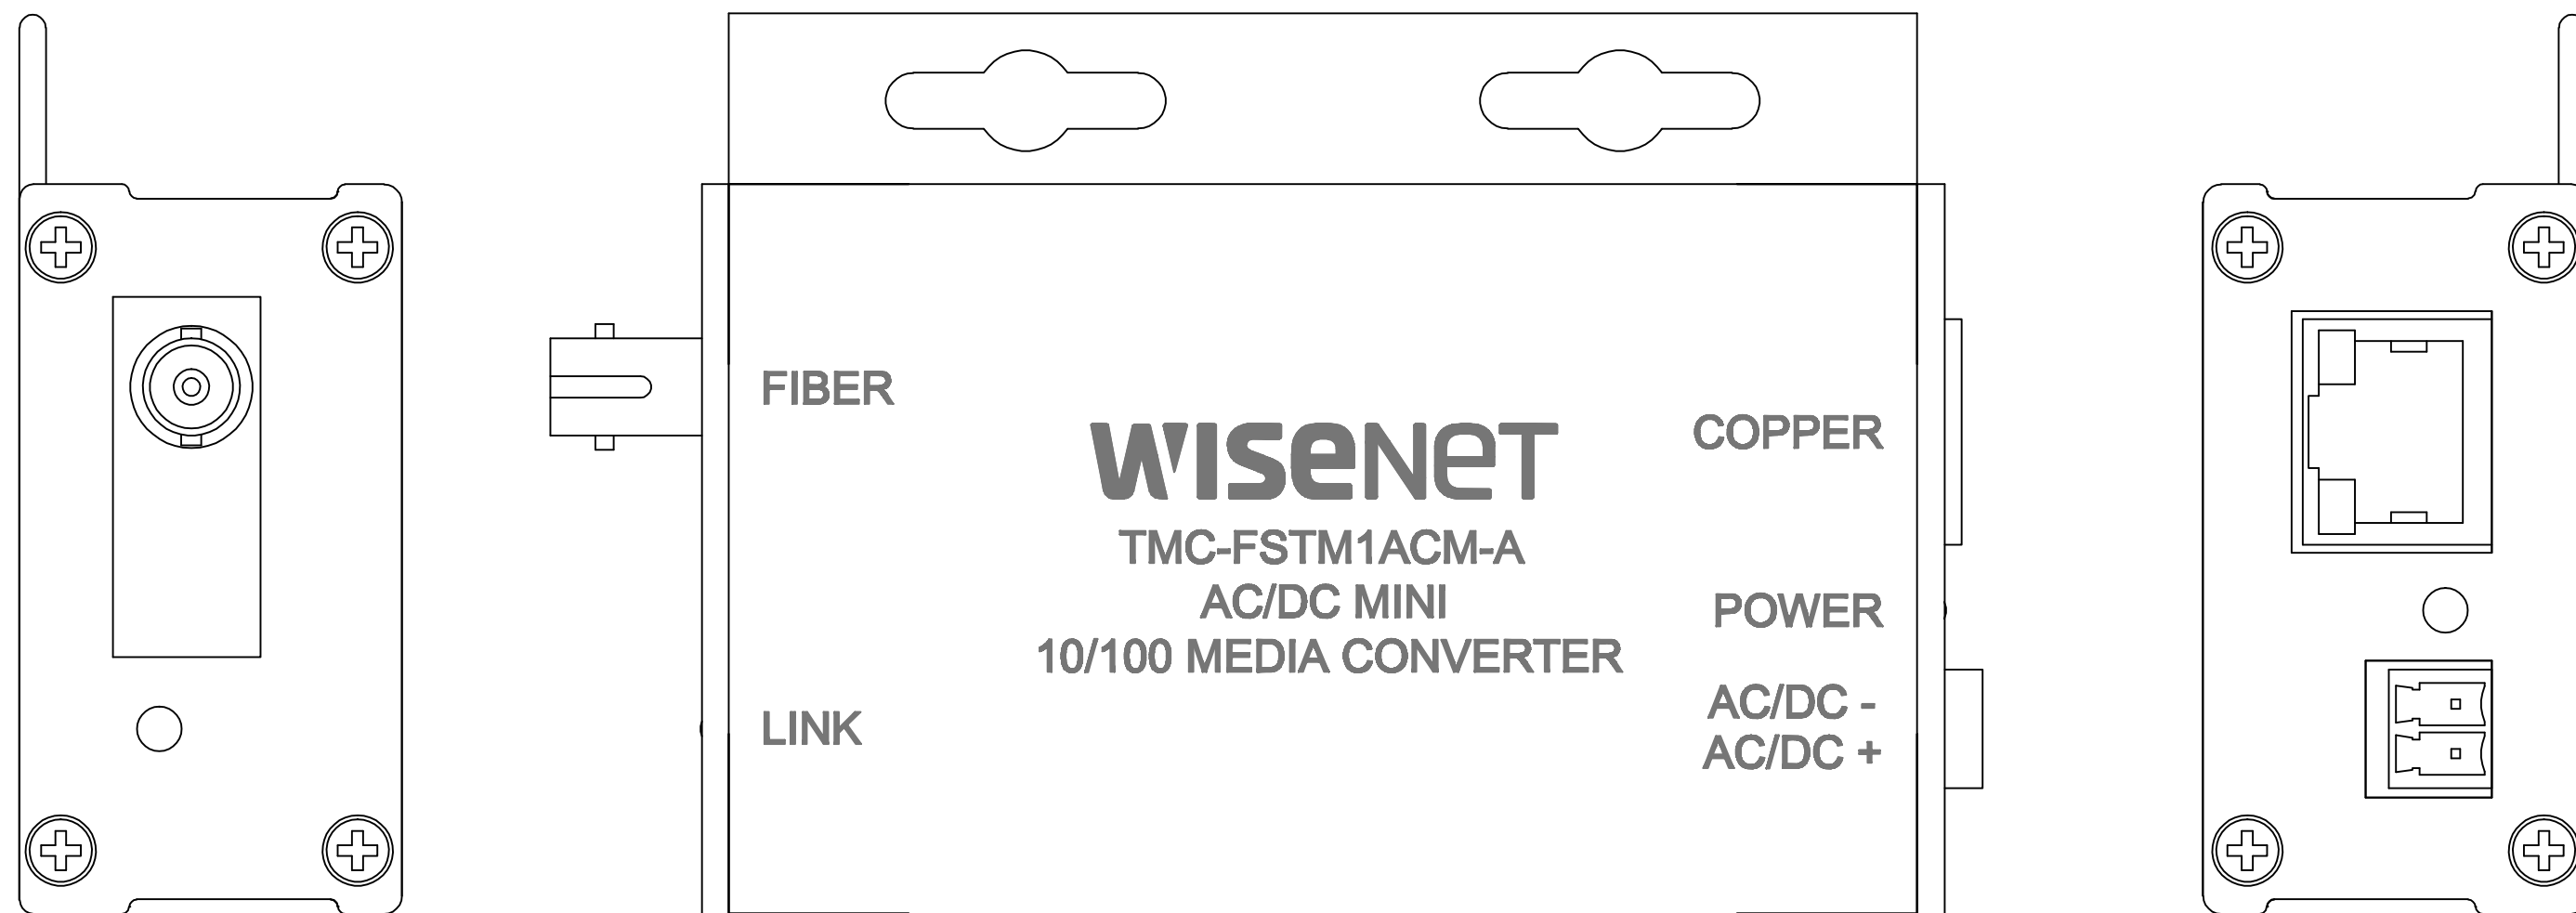 FIBER
COPPER
WISENET
TMC-FSTM1ACM-A
AC/DC MINI
10/100 MEDIA CONVERTER
POWER
AC/DC -
AC/DC +
LINK